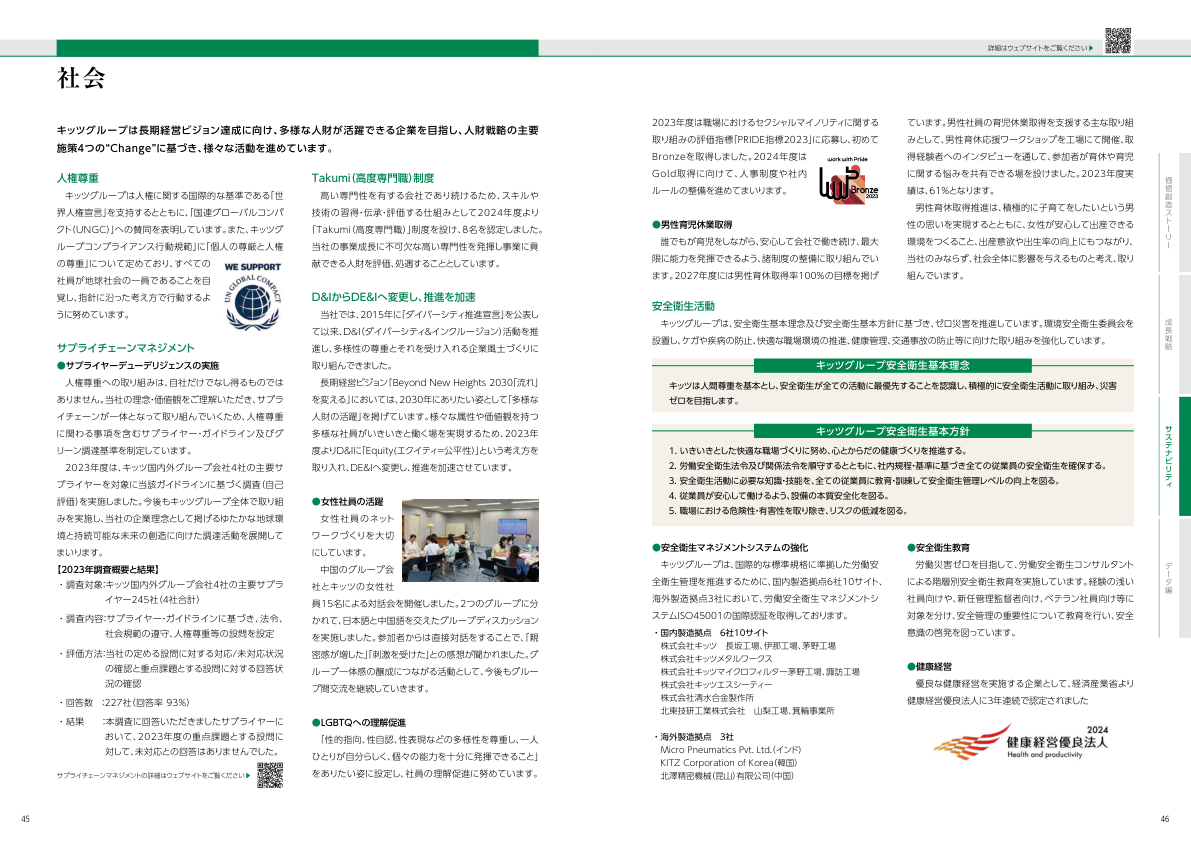 詳細はウェブサイトをご覧ください
社会
キッツグループは長期経営ビジョン達成に向け、多様な人財が活躍できる企業を目指し、人財戦略の主要
施策4つの“Change”に基づき、様々な活動を進めています。
人権尊重
キッツグループは人権に関する国際的な基準である「世
界人権宣言」を支持するとともに、「国連グローバルコンパ
クト（UNGC）」への賛同を表明しています。また、キッツグ
ループコンプライアンス行動規範」に「個人の尊厳と人権
の尊重」について定めており、すべての
社員が地球社会の一員であることを自
覚し、指針に沿った考え方で行動するよ
うに努めています。
WE SUPPORT
UN GLOBAL COMPACT
サプライチェーンマネジメント
●サプライヤーデューデリジェンスの実施
人権尊重への取り組みは、自社だけでなし得るものでは
ありません。当社の理念・価値観をご理解いただき、サプラ
イチェーンが一体となって取り組んでいくため、人権尊重
に関わる事項を含むサプライヤー・ガイドライン及びグ
リーン調達基準を制定しています。
2023年度は、キッツ国内外グループ会社4社の主要サ
プライヤーを対象に当該ガイドラインに基づく調査（自己
評価）を実施しました。今後もキッツグループ全体で取り組
みを実施し、当社の企業理念として掲げるゆたかな地球環
境と持続可能な未来の創造に向けた調達活動を展開して
まいります。
【2023年調査概要と結果】
・調査対象：キッツ国内外グループ会社4社の主要サプラ
イヤー245社（4社合計）
・調査内容：サプライヤー・ガイドラインに基づき、法令、
社会規範の遵守、人権尊重等の設問を設定
・評価方法：当社の定める設問に対する対応/未対応状況
の確認と重点課題とする設問に対する回答状
況の確認
・回答数　：227社（回答率 93%）
・結果　　：本調査に回答いただきましたサプライヤーに
おいて、2023年度の重点課題とする設問に
対して、未対応との回答はありませんでした。
サプライチェーンマネジメントの詳細はウェブサイトをご覧ください
Takumi（高度専門職）制度
高い専門性を有する会社であり続けるため、スキルや
技術の習得・伝承・評価する仕組みとして2024年度より
「Takumi（高度専門職）」制度を設け、8名を認定しました。
当社の事業成長に不可欠な高い専門性を発揮し事業に貢
献できる人財を評価、処遇することとしています。
D&IからDE&Iへ変更し、推進を加速
当社では、2015年に「ダイバーシティ推進宣言」を公表し
て以来、D&I（ダイバーシティ&インクルージョン）活動を推
進し、多様性の尊重とそれを受け入れる企業風土づくりに
取り組んできました。
長期経営ビジョン『Beyond New Heights 2030「流れ」
を変える』においては、2030年にありたい姿として「多様な
人財の活躍」を掲げています。様々な属性や価値観を持つ
多様な社員がいきいきと働く場を実現するため、2023年
度よりD&Iに「Equity（エクイティ＝公平性）」という考え方を
取り入れ、DE&Iへ変更し、推進を加速させています。
●女性社員の活躍
女性社員のネット
ワークづくりを大切
にしています。
中国のグループ会
社とキッツの女性社
員15名による対話会を開催しました。2つのグループに分
かれて、日本語と中国語を交えたグループディスカッション
を実施しました。参加者からは直接対話をすることで、「親
密感が増した」「刺激を受けた」との感想が聞かれました。グ
ループ一体感の醸成につながる活動として、今後もグルー
プ間交流を継続していきます。
●LGBTQへの理解促進
「性的指向、性自認、性表現などの多様性を尊重し、一人
ひとりが自分らしく、個々の能力を十分に発揮できること」
をありたい姿に設定し、社員の理解促進に努めています。
2023年度は職場におけるセクシャルマイノリティに関する
取り組みの評価指標「PRIDE指標2023」に応募し、初めて
Bronzeを取得しました。2024年度は
Gold取得に向けて、人事制度や社内
ルールの整備を進めてまいります。
work with Pride
Bronze
2023
●男性育児休業取得
誰でもが育児をしながら、安心して会社で働き続け、最大
限に能力を発揮できるよう、諸制度の整備に取り組んでい
ます。2027年度には男性育休取得率100%の目標を掲げ
ています。男性社員の育児休業取得を支援する主な取り組
みとして、男性育休応援ワークショップを工場にて開催、取
得経験者へのインタビューを通して、参加者が育休や育児
に関する悩みを共有できる場を設けました。2023年度実
績は、61%となります。
男性育休取得推進は、積極的に子育てをしたいという男
性の思いを実現するとともに、女性が安心して出産できる
環境をつくること、出産意欲や出生率の向上にもつながり、
当社のみならず、社会全体に影響を与えるものと考え、取り
組んでいます。
安全衛生活動
キッツグループは、安全衛生基本理念及び安全衛生基本方針に基づき、ゼロ災害を推進しています。環境安全衛生委員会を
設置し、ケガや疾病の防止、快適な職場環境の推進、健康管理、交通事故の防止等に向けた取り組みを強化しています。
キッツグループ安全衛生基本理念
キッツは人間尊重を基本とし、安全衛生が全ての活動に最優先することを認識し、積極的に安全衛生活動に取り組み、災害
ゼロを目指します。
キッツグループ安全衛生基本方針
1. いきいきとした快適な職場づくりに努め、心とからだの健康づくりを推進する。
2. 労働安全衛生法令及び関係法令を順守するとともに、社内規程・基準に基づき全ての従業員の安全衛生を確保する。
3. 安全衛生活動に必要な知識・技能を、全ての従業員に教育・訓練して安全衛生管理レベルの向上を図る。
4. 従業員が安心して働けるよう、設備の本質安全化を図る。
5. 職場における危険性・有害性を取り除き、リスクの低減を図る。
●安全衛生マネジメントシステムの強化
キッツグループは、国際的な標準規格に準拠した労働安
全衛生管理を推進するために、国内製造拠点6社10サイト、
海外製造拠点3社において、労働安全衛生マネジメントシ
ステムISO45001の国際認証を取得しております。
・国内製造拠点　6社10サイト
株式会社キッツ　長坂工場、伊那工場、茅野工場
株式会社キッツメタルワークス
株式会社キッツマイクロフィルター茅野工場、諏訪工場
株式会社キッツエスシーティー
株式会社清水合金製作所
北東技研工業株式会社　山梨工場、箕輪事業所
・海外製造拠点　3社
Micro Pneumatics Pvt. Ltd.（インド）
KITZ Corporation of Korea（韓国）
北澤精密機械（昆山）有限公司（中国）
●安全衛生教育
労働災害ゼロを目指して、労働安全衛生コンサルタント
による階層別安全衛生教育を実施しています。経験の浅い
社員向けや、新任管理監督者向け、ベテラン社員向け等に
対象を分け、安全管理の重要性について教育を行い、安全
意識の啓発を図っています。
●健康経営
優良な健康経営を実施する企業として、経済産業省より
健康経営優良法人に3年連続で認定されました
2024
健康経営優良法人
Health and productivity
価値創造ストーリー
成長戦略
サステナビリティ
データ編
45
46